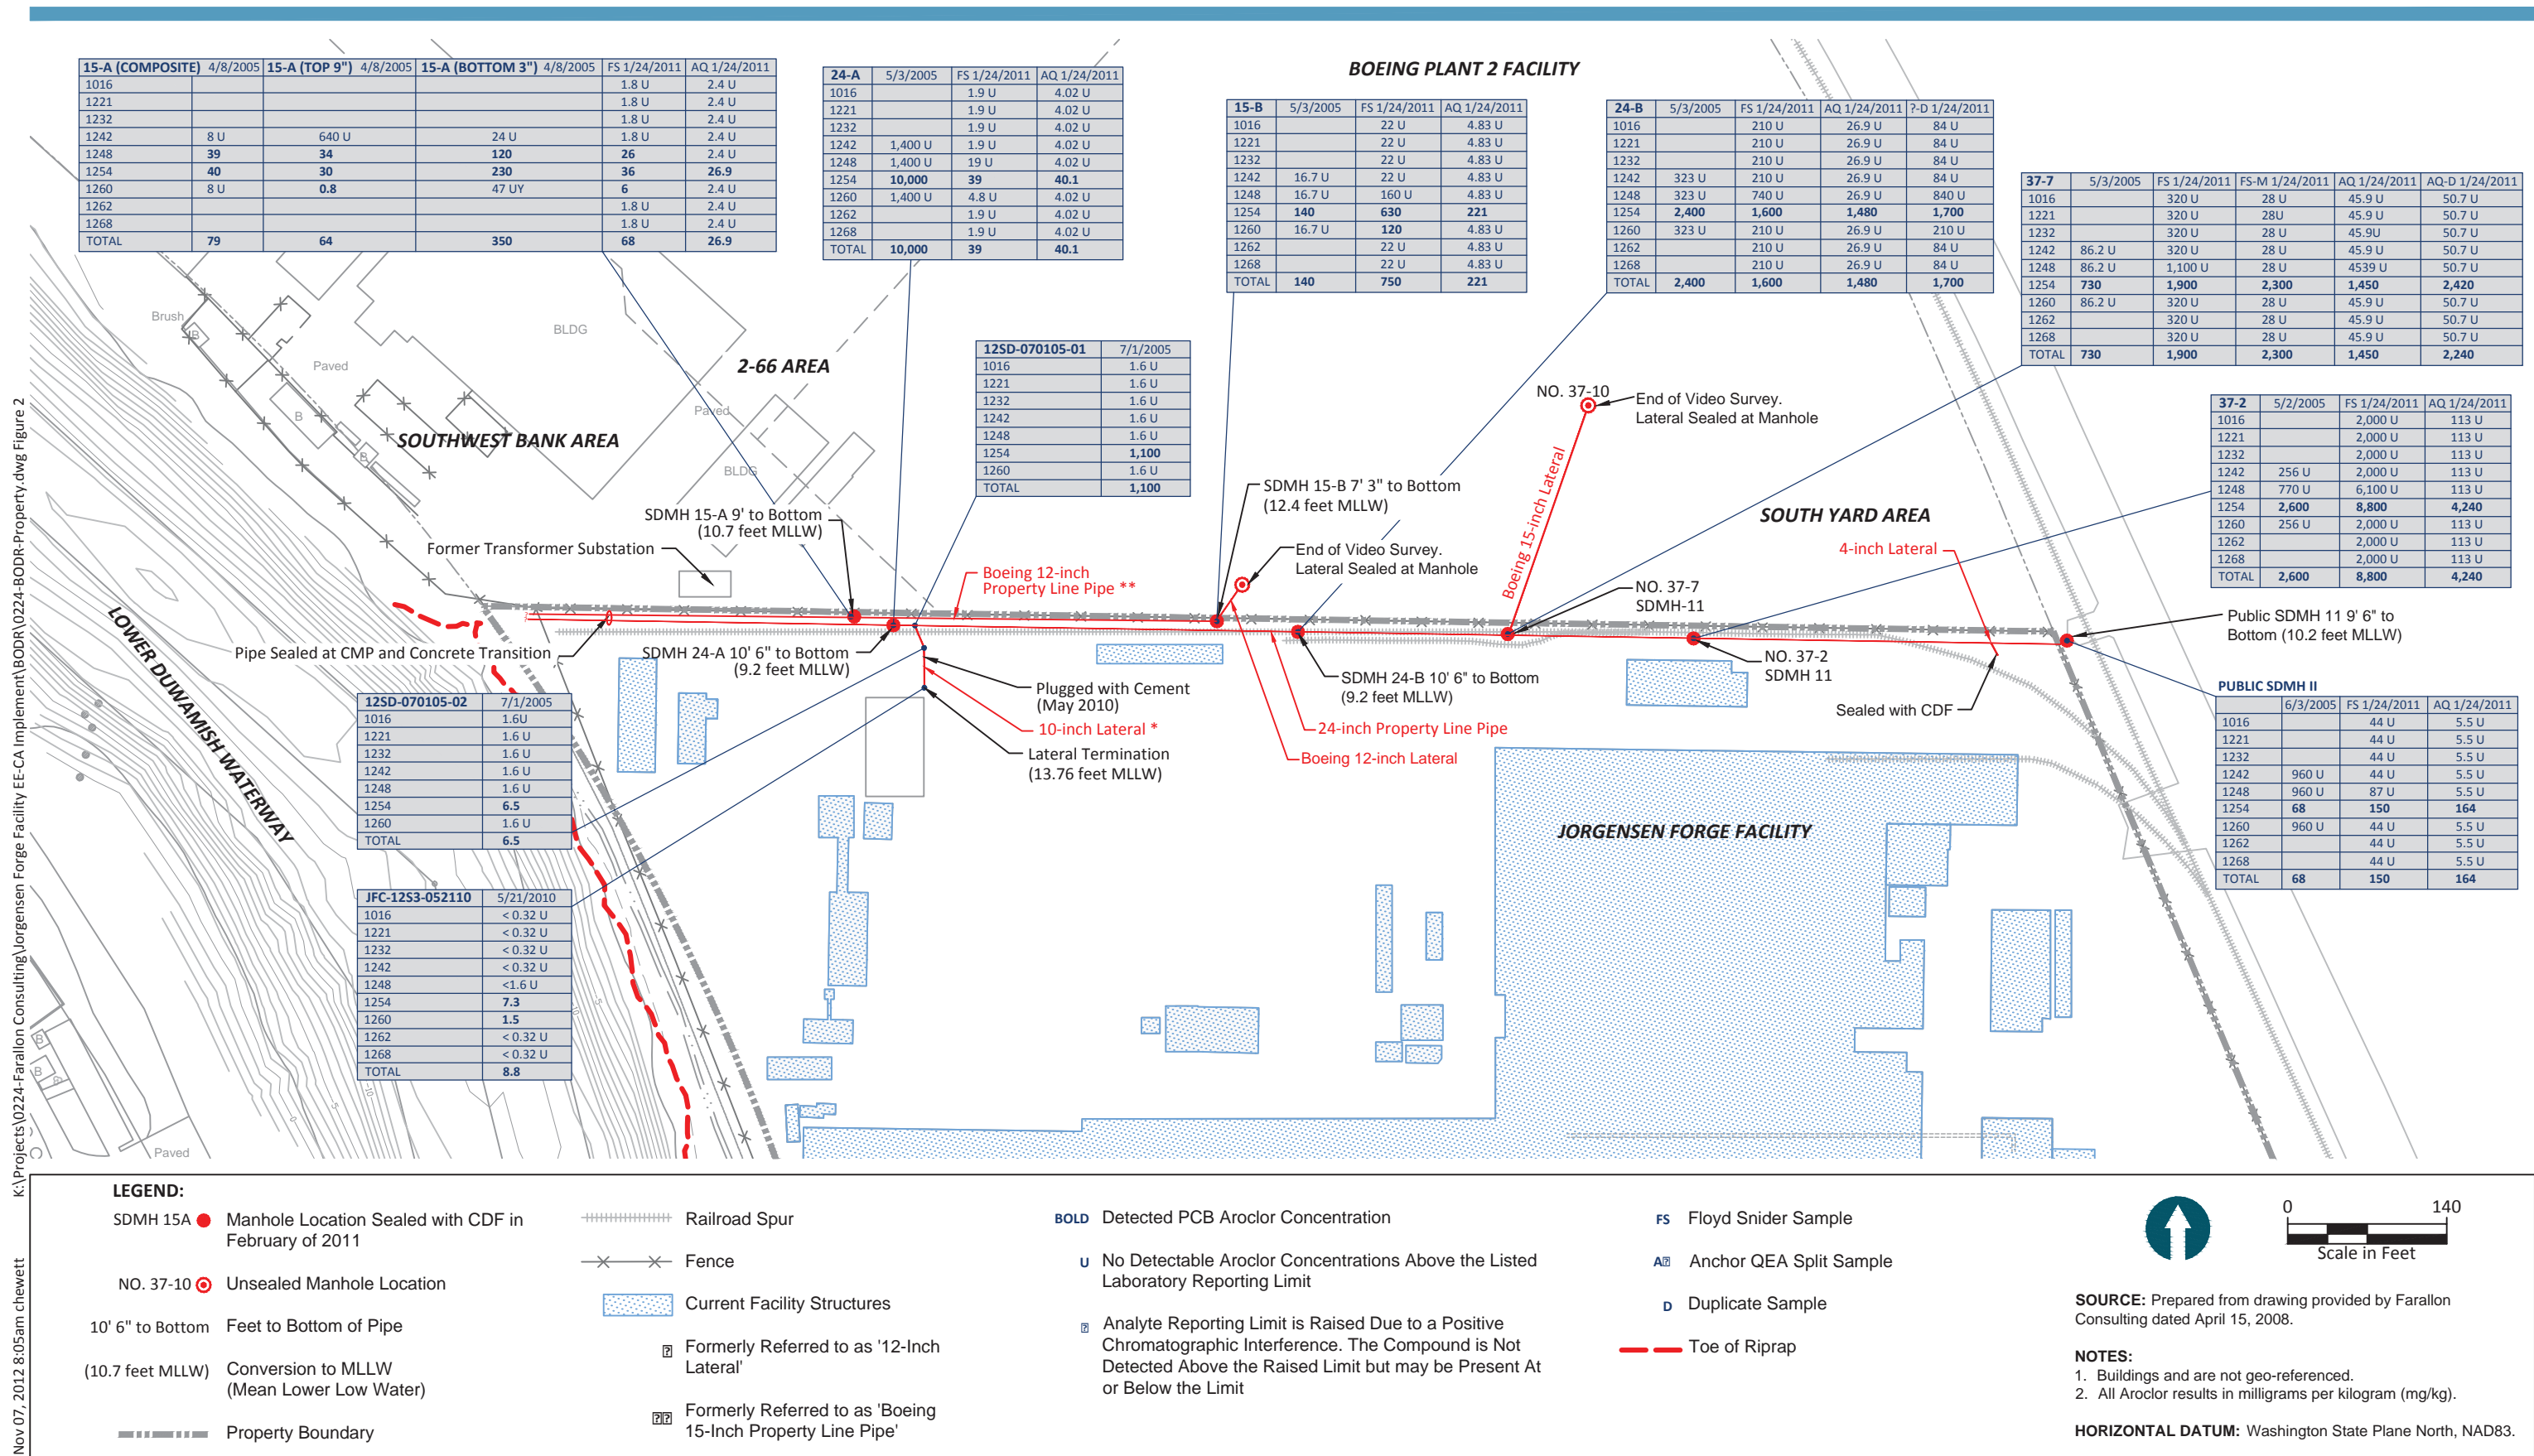 BOEING PLANT 2 FACILITY
15-A (COMPOSITE) 4/8/2005 15-A (TOP 9") 4/8/2005 15-A (BOTTOM 3") 4/8/2005 FS 1/24/2011 AQ 1/24/2011
1016 1.8 U 2.4 U
1221 1.8 U 2.4 U
1232 1.8 U 2.4 U
1242 8 U 640 U 24 U 1.8 U 2.4 U
1248 39 34 120 26 2.4 U
1254 40 30 230 36 26.9
1260 8 U 0.8 47 UY 6 2.4 U
1262 1.8 U 2.4 U
1268 1.8 U 2.4 U
TOTAL 79 64 350 68 26.9
24-A 5/3/2005 FS 1/24/2011 AQ 1/24/2011
1016 1.9 U 4.02 U
1221 1.9 U 4.02 U
1232 1.9 U 4.02 U
1242 1,400 U 1.9 U 4.02 U
1248 1,400 U 19 U 4.02 U
1254 10,000 39 40.1
1260 1,400 U 4.8 U 4.02 U
1262 1.9 U 4.02 U
1268 1.9 U 4.02 U
TOTAL 10,000 39 40.1
15-B 5/3/2005 FS 1/24/2011 AQ 1/24/2011
1016 22 U 4.83 U
1221 22 U 4.83 U
1232 22 U 4.83 U
1242 16.7 U 22 U 4.83 U
1248 16.7 U 160 U 4.83 U
1254 140 630 221
1260 16.7 U 120 4.83 U
1262 22 U 4.83 U
1268 22 U 4.83 U
TOTAL 140 750 221
24-B 5/3/2005 FS 1/24/2011 AQ 1/24/2011 ?-D 1/24/2011
1016 210 U 26.9 U 84 U
1221 210 U 26.9 U 84 U
1232 210 U 26.9 U 84 U
1242 323 U 210 U 26.9 U 84 U
1248 323 U 740 U 26.9 U 840 U
1254 2,400 1,600 1,480 1,700
1260 323 U 210 U 26.9 U 210 U
1262 210 U 26.9 U 84 U
1268 210 U 26.9 U 84 U
TOTAL 2,400 1,600 1,480 1,700
37-7 5/3/2005 FS 1/24/2011 FS-M 1/24/2011 AQ 1/24/2011 AQ-D 1/24/2011
1016 320 U 28 U 45.9 U 50.7 U
1221 320 U 28U 45.9 U 50.7 U
1232 320 U 28 U 45.9U 50.7 U
1242 86.2 U 320 U 28 U 45.9 U 50.7 U
1248 86.2 U 1,100 U 28 U 4539 U 50.7 U
1254 730 1,900 2,300 1,450 2,420
1260 86.2 U 320 U 28 U 45.9 U 50.7 U
1262 320 U 28 U 45.9 U 50.7 U
1268 320 U 28 U 45.9 U 50.7 U
TOTAL 730 1,900 2,300 1,450 2,240
12SD-070105-01 7/1/2005
1016 1.6 U
1221 1.6 U
1232 1.6 U
1242 1.6 U
1248 1.6 U
1254 1,100
1260 1.6 U
TOTAL 1,100
37-2 5/2/2005 FS 1/24/2011 AQ 1/24/2011
1016 2,000 U 113 U
1221 2,000 U 113 U
1232 2,000 U 113 U
1242 256 U 2,000 U 113 U
1248 770 U 6,100 U 113 U
1254 2,600 8,800 4,240
1260 256 U 2,000 U 113 U
1262 2,000 U 113 U
1268 2,000 U 113 U
TOTAL 2,600 8,800 4,240
Brush
B
Paved
B
B
BLDG
2-66 AREA
Paved
BLDG
SOUTHWEST BANK AREA
NO. 37-10
End of Video Survey.
Lateral Sealed at Manhole
Boeing 15-inch Lateral
SOUTH YARD AREA
SDMH 15-A 9' to Bottom
(10.7 feet MLLW)
Former Transformer Substation
SDMH 15-B 7' 3" to Bottom
(12.4 feet MLLW)
End of Video Survey.
Lateral Sealed at Manhole
Boeing 12-inch
Property Line Pipe **
NO. 37-7
SDMH-11
4-inch Lateral
Public SDMH 11 9' 6" to
Bottom (10.2 feet MLLW)
LOWER DUWAMISH WATERWAY
Pipe Sealed at CMP and Concrete Transition
SDMH 24-A 10' 6" to Bottom
(9.2 feet MLLW)
Plugged with Cement
(May 2010)
10-inch Lateral *
Lateral Termination
(13.76 feet MLLW)
SDMH 24-B 10' 6" to Bottom
(9.2 feet MLLW)
24-inch Property Line Pipe
Boeing 12-inch Lateral
NO. 37-2
SDMH 11
Sealed with CDF
JORGENSEN FORGE FACILITY
12SD-070105-02 7/1/2005
1016 1.6U
1221 1.6 U
1232 1.6 U
1242 1.6 U
1248 1.6 U
1254 6.5
1260 1.6 U
TOTAL 6.5
PUBLIC SDMH II
6/3/2005 FS 1/24/2011 AQ 1/24/2011
1016 44 U 5.5 U
1221 44 U 5.5 U
1232 44 U 5.5 U
1242 960 U 44 U 5.5 U
1248 960 U 87 U 5.5 U
1254 68 150 164
1260 960 U 44 U 5.5 U
1262 44 U 5.5 U
1268 44 U 5.5 U
TOTAL 68 150 164
JFC-12S3-052110 5/21/2010
1016 < 0.32 U
1221 < 0.32 U
1232 < 0.32 U
1242 < 0.32 U
1248 <1.6 U
1254 7.3
1260 1.5
1262 < 0.32 U
1268 < 0.32 U
TOTAL 8.8
B
B
B
Paved
0
5
-10
5
-10
LEGEND:
SDMH 15A Manhole Location Sealed with CDF in
February of 2011
NO. 37-10 Unsealed Manhole Location
10' 6" to Bottom Feet to Bottom of Pipe
(10.7 feet MLLW) Conversion to MLLW
(Mean Lower Low Water)
Property Boundary
Railroad Spur
Fence
Current Facility Structures
Formerly Referred to as '12-Inch
Lateral'
Formerly Referred to as 'Boeing
15-Inch Property Line Pipe'
BOLD Detected PCB Aroclor Concentration
U No Detectable Aroclor Concentrations Above the Listed
Laboratory Reporting Limit
Analyte Reporting Limit is Raised Due to a Positive
Chromatographic Interference. The Compound is Not
Detected Above the Raised Limit but may be Present At
or Below the Limit
FS Floyd Snider Sample
A Anchor QEA Split Sample
D Duplicate Sample
Toe of Riprap
0 140
Scale in Feet
SOURCE: Prepared from drawing provided by Farallon
Consulting dated April 15, 2008.
NOTES:
1. Buildings and are not geo-referenced.
2. All Aroclor results in milligrams per kilogram (mg/kg).
HORIZONTAL DATUM: Washington State Plane North, NAD83.
K:\Projects\0224-Farallon Consulting\Jorgensen Forge Facility EE-CA Implement\BODR\0224-BODR-Property.dwg Figure 2
Nov 07, 2012 8:05am chewett